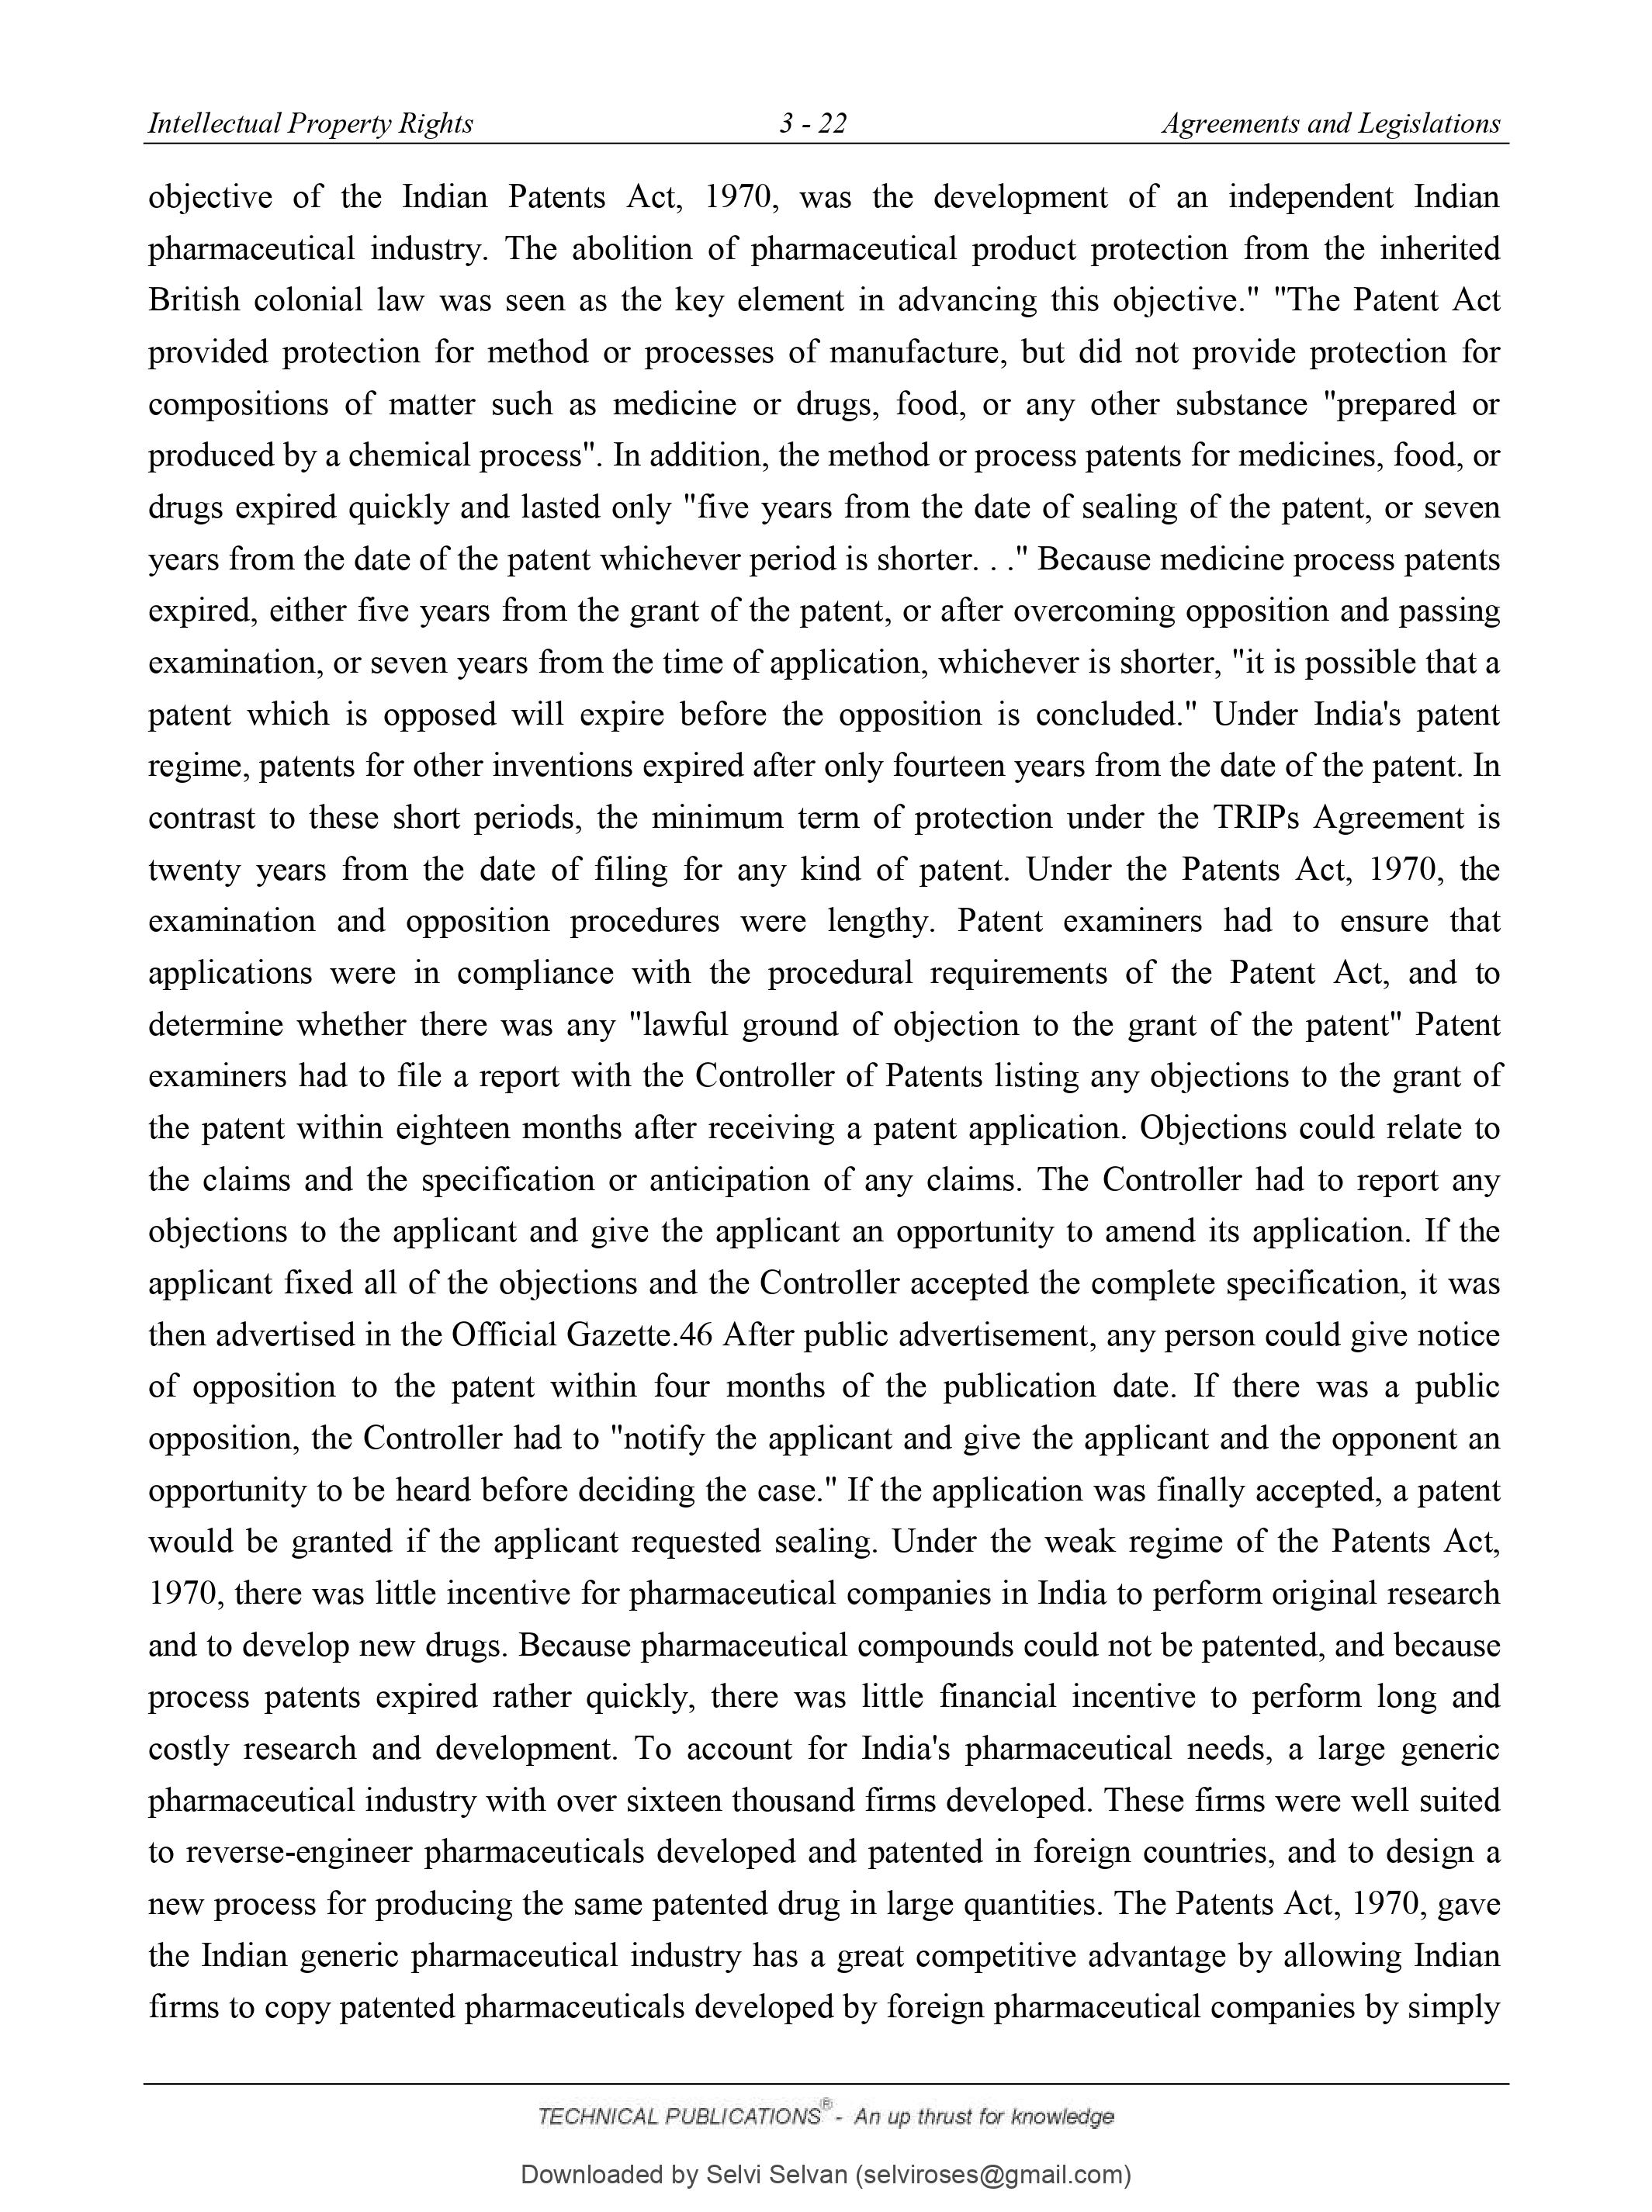 Intellectual Property Rights 3 - 22 Agreements and Legislations
objective of the Indian Patents Act, 1970, was the development of an independent Indian
pharmaceutical industry. The abolition of pharmaceutical product protection from the inherited
British colonial law was seen as the key element in advancing this objective." "The Patent Act
provided protection for method or processes of manufacture, but did not provide protection for
compositions of matter such as medicine or drugs, food, or any other substance "prepared or
produced by a chemical process". In addition, the method or process patents for medicines, food, or
drugs expired quickly and lasted only "five years from the date of sealing of the patent, or seven
years from the date of the patent whichever period is shorter. . ." Because medicine process patents
expired, either five years from the grant of the patent, or after overcoming opposition and passing
examination, or seven years from the time of application, whichever is shorter, "it is possible that a
patent which is opposed will expire before the opposition is concluded." Under India's patent
regime, patents for other inventions expired after only fourteen years from the date of the patent. In
contrast to these short periods, the minimum term of protection under the TRIPs Agreement is
twenty years from the date of filing for any kind of patent. Under the Patents Act, 1970, the
examination and opposition procedures were lengthy. Patent examiners had to ensure that
applications were in compliance with the procedural requirements of the Patent Act, and to
determine whether there was any "lawful ground of objection to the grant of the patent" Patent
examiners had to file a report with the Controller of Patents listing any objections to the grant of
the patent within eighteen months after receiving a patent application. Objections could relate to
the claims and the specification or anticipation of any claims. The Controller had to report any
objections to the applicant and give the applicant an opportunity to amend its application. If the
applicant fixed all of the objections and the Controller accepted the complete specification, it was
then advertised in the Official Gazette.46 After public advertisement, any person could give notice
of opposition to the patent within four months of the publication date. If there was a public
opposition, the Controller had to "notify the applicant and give the applicant and the opponent an
opportunity to be heard before deciding the case." If the application was finally accepted, a patent
would be granted if the applicant requested sealing. Under the weak regime of the Patents Act,
1970, there was little incentive for pharmaceutical companies in India to perform original research
and to develop new drugs. Because pharmaceutical compounds could not be patented, and because
process patents expired rather quickly, there was little financial incentive to perform long and
costly research and development. To account for India's pharmaceutical needs, a large generic
pharmaceutical industry with over sixteen thousand firms developed. These firms were well suited
to reverse-engineer pharmaceuticals developed and patented in foreign countries, and to design a
new process for producing the same patented drug in large quantities. The Patents Act, 1970, gave
the Indian generic pharmaceutical industry has a great competitive advantage by allowing Indian
firms to copy patented pharmaceuticals developed by foreign pharmaceutical companies by simply
TECHNICAL PUBLICATIONS® - An up thrust for knowledge
Downloaded by Selvi Selvan (selviroses@gmail.com)